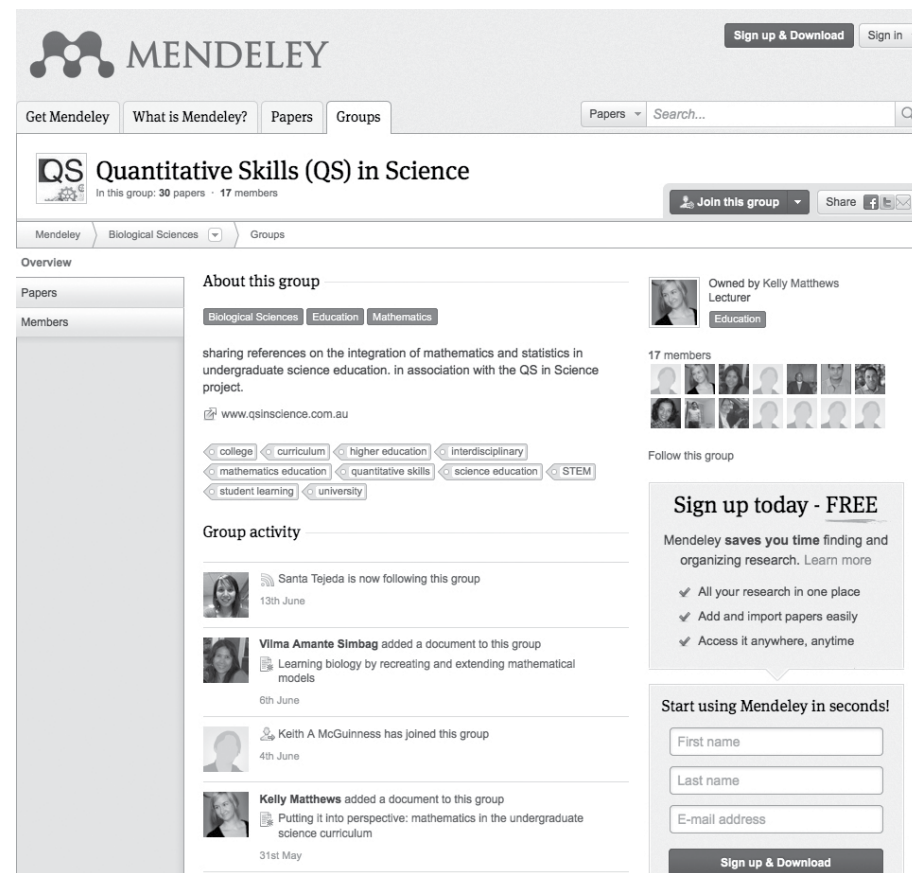 MENDELEY
Sign up & Download
Sign in
Get Mendeley
What is Mendeley?
Papers
Groups
Papers
Search...
QS
Quantitative Skills (QS) in Science
In this group: 30 papers · 17 members
Join this group
Share
Mendeley
Biological Sciences
Groups
Overview
Papers
Members
About this group
Biological Sciences
Education
Mathematics
sharing references on the integration of mathematics and statistics in
undergraduate science education. in association with the QS in Science
project.
www.qsinscience.com.au
college
curriculum
higher education
interdisciplinary
mathematics education
quantitative skills
science education
STEM
student learning
university
Group activity
Santa Tejeda is now following this group
13th June
Vilma Amante Simbag added a document to this group
Learning biology by recreating and extending mathematical
models
6th June
Keith A McGuinness has joined this group
4th June
Kelly Matthews added a document to this group
Putting it into perspective: mathematics in the undergraduate
science curriculum
31st May
Owned by Kelly Matthews
Lecturer
Education
17 members
Follow this group
Sign up today - FREE
Mendeley saves you time finding and
organizing research. Learn more
All your research in one place
Add and import papers easily
Access it anywhere, anytime
Start using Mendeley in seconds!
First name
Last name
E-mail address
Sign up & Download